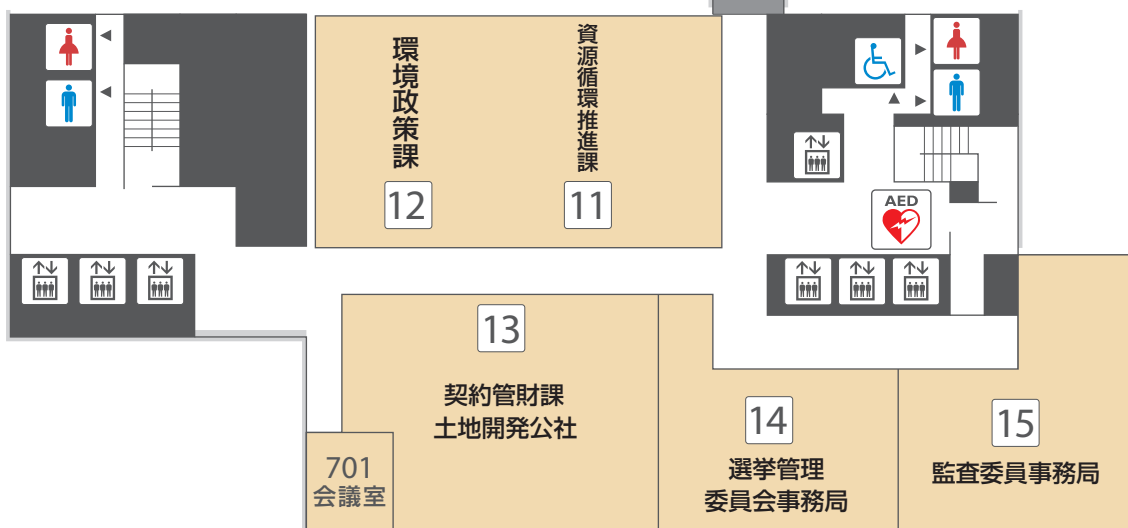 環境政策課
12
資源循環推進課
11
AED
13
契約管財課
土地開発公社
14
選挙管理
委員会事務局
15
監査委員事務局
701
会議室